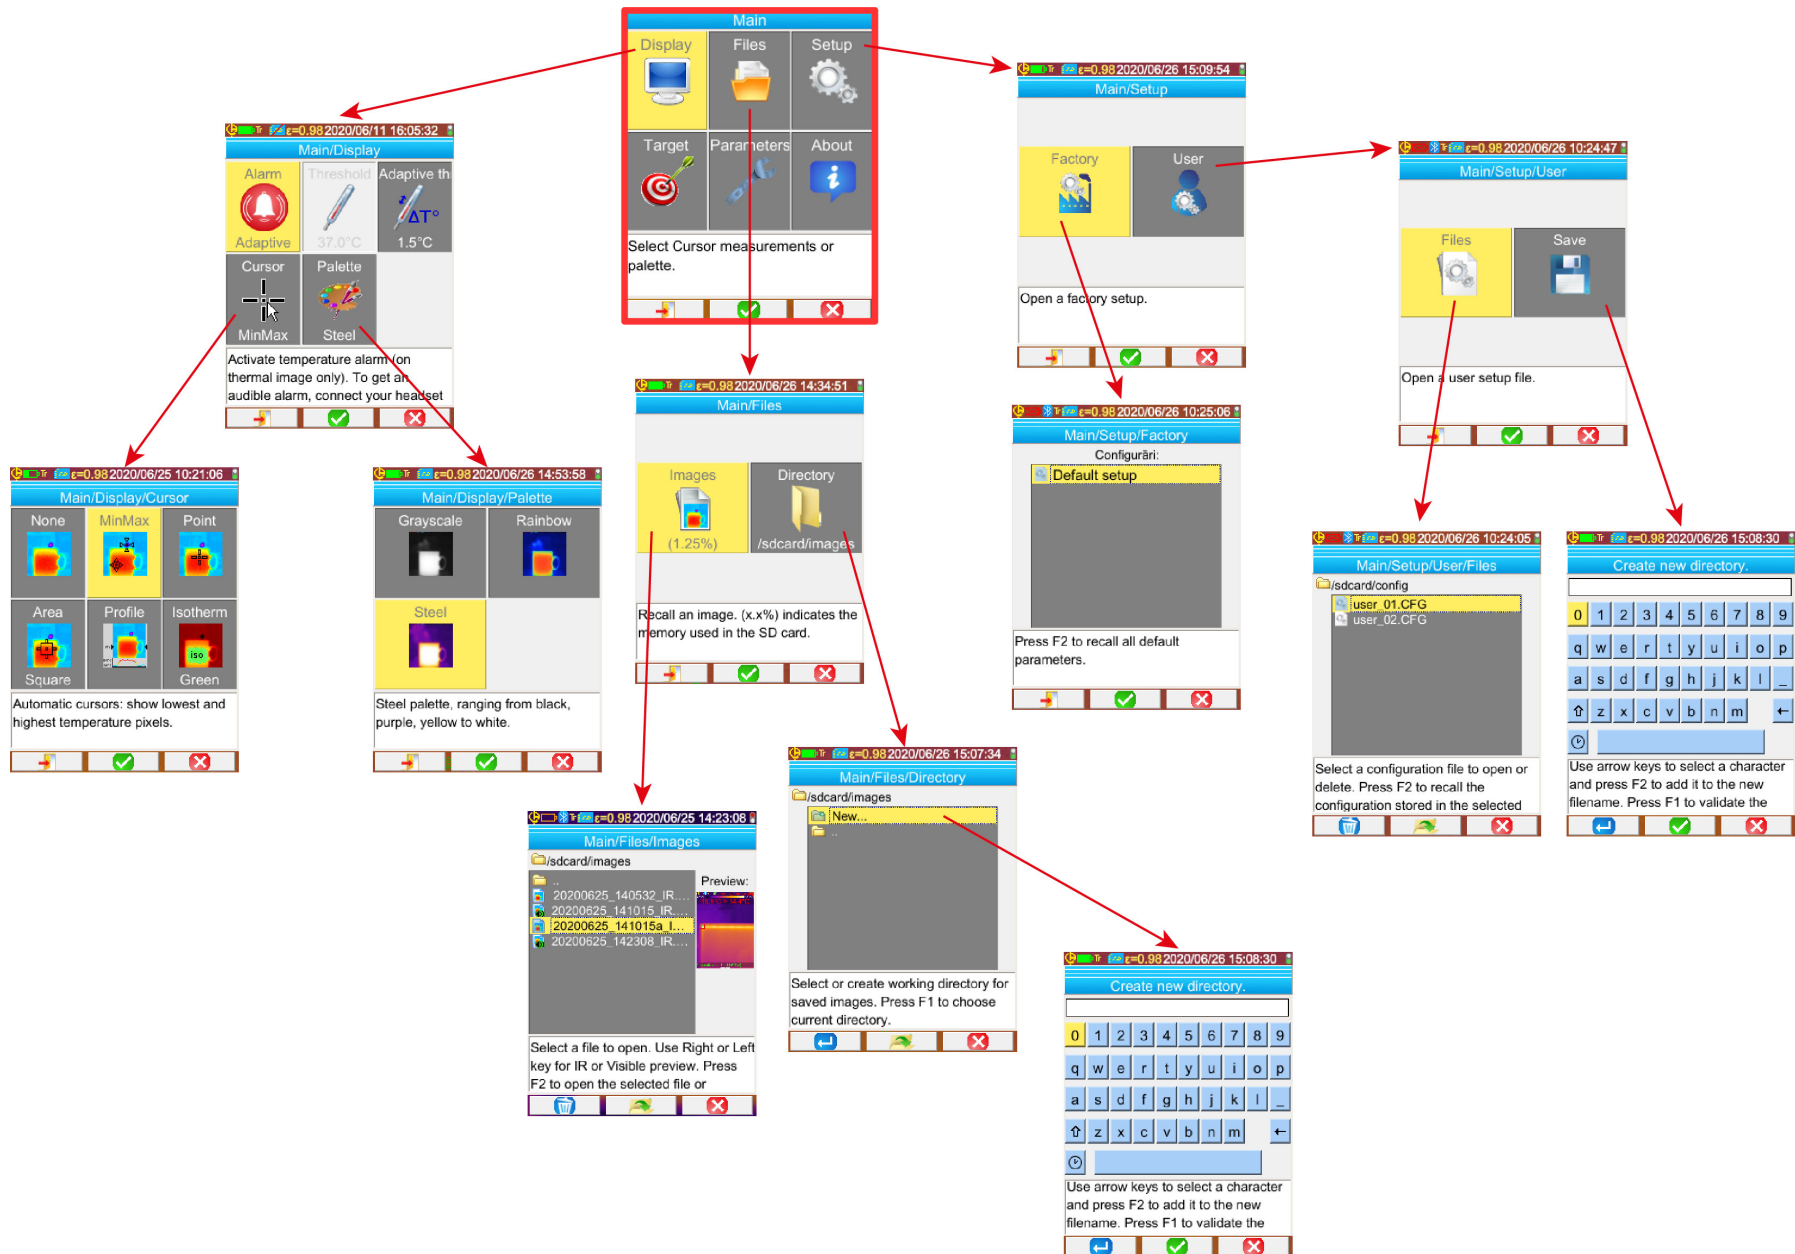 Main
Display Files Setup
Target Parameters About
Select Cursor measurements or
palette.
Tr ε=0.98 2020/06/11 16:05:32
Main/Display
Alarm Threshold Adaptive th
Adaptive 37.0°C ΔT° 1.5°C
Cursor Palette
MinMax Steel
Activate temperature alarm (on
thermal image only). To get an
audible alarm, connect your headset
Tr ε=0.98 2020/06/25 10:21:06
Main/Display/Cursor
None MinMax Point
Area Profile Isotherm
iso
Square Green
Automatic cursors: show lowest and
highest temperature pixels.
Tr ε=0.98 2020/06/26 14:53:58
Main/Display/Palette
Grayscale Rainbow
Steel
Steel palette, ranging from black,
purple, yellow to white.
Tr ε=0.98 2020/06/26 14:34:51
Main/Files
Images Directory
(1.25%) /sdcard/images
Recall an image. (x.x%) indicates the
memory used in the SD card.
Tr ε=0.98 2020/06/25 14:23:08
Main/Files/Images
/sdcard/images
..
Preview:
20200625_140532_IR....
20200625_141015_IR....
20200625_141015a_I...
20200625_142308_IR....
Select a file to open. Use Right or Left
key for IR or Visible preview. Press
F2 to open the selected file or
Tr ε=0.98 2020/06/26 15:07:34
Main/Files/Directory
/sdcard/images
New...
..
Select or create working directory for
saved images. Press F1 to choose
current directory.
Tr ε=0.98 2020/06/26 15:08:30
Create new directory.
0 1 2 3 4 5 6 7 8 9
q w e r t y u i o p
a s d f g h j k l _
⇧ z x c v b n m ←
Use arrow keys to select a character
and press F2 to add it to the new
filename. Press F1 to validate the
Tr ε=0.98 2020/06/26 15:09:54
Main/Setup
Factory User
Open a factory setup.
Tr ε=0.98 2020/06/26 10:25:06
Main/Setup/Factory
Configurări:
Default setup
Press F2 to recall all default
parameters.
Tr ε=0.98 2020/06/26 10:24:47
Main/Setup/User
Files Save
Open a user setup file.
Tr ε=0.98 2020/06/26 10:24:05
Main/Setup/User/Files
/sdcard/config
user_01.CFG
user_02.CFG
Select a configuration file to open or
delete. Press F2 to recall the
configuration stored in the selected
Tr ε=0.98 2020/06/26 15:08:30
Create new directory.
0 1 2 3 4 5 6 7 8 9
q w e r t y u i o p
a s d f g h j k l _
⇧ z x c v b n m ←
Use arrow keys to select a character
and press F2 to add it to the new
filename. Press F1 to validate the